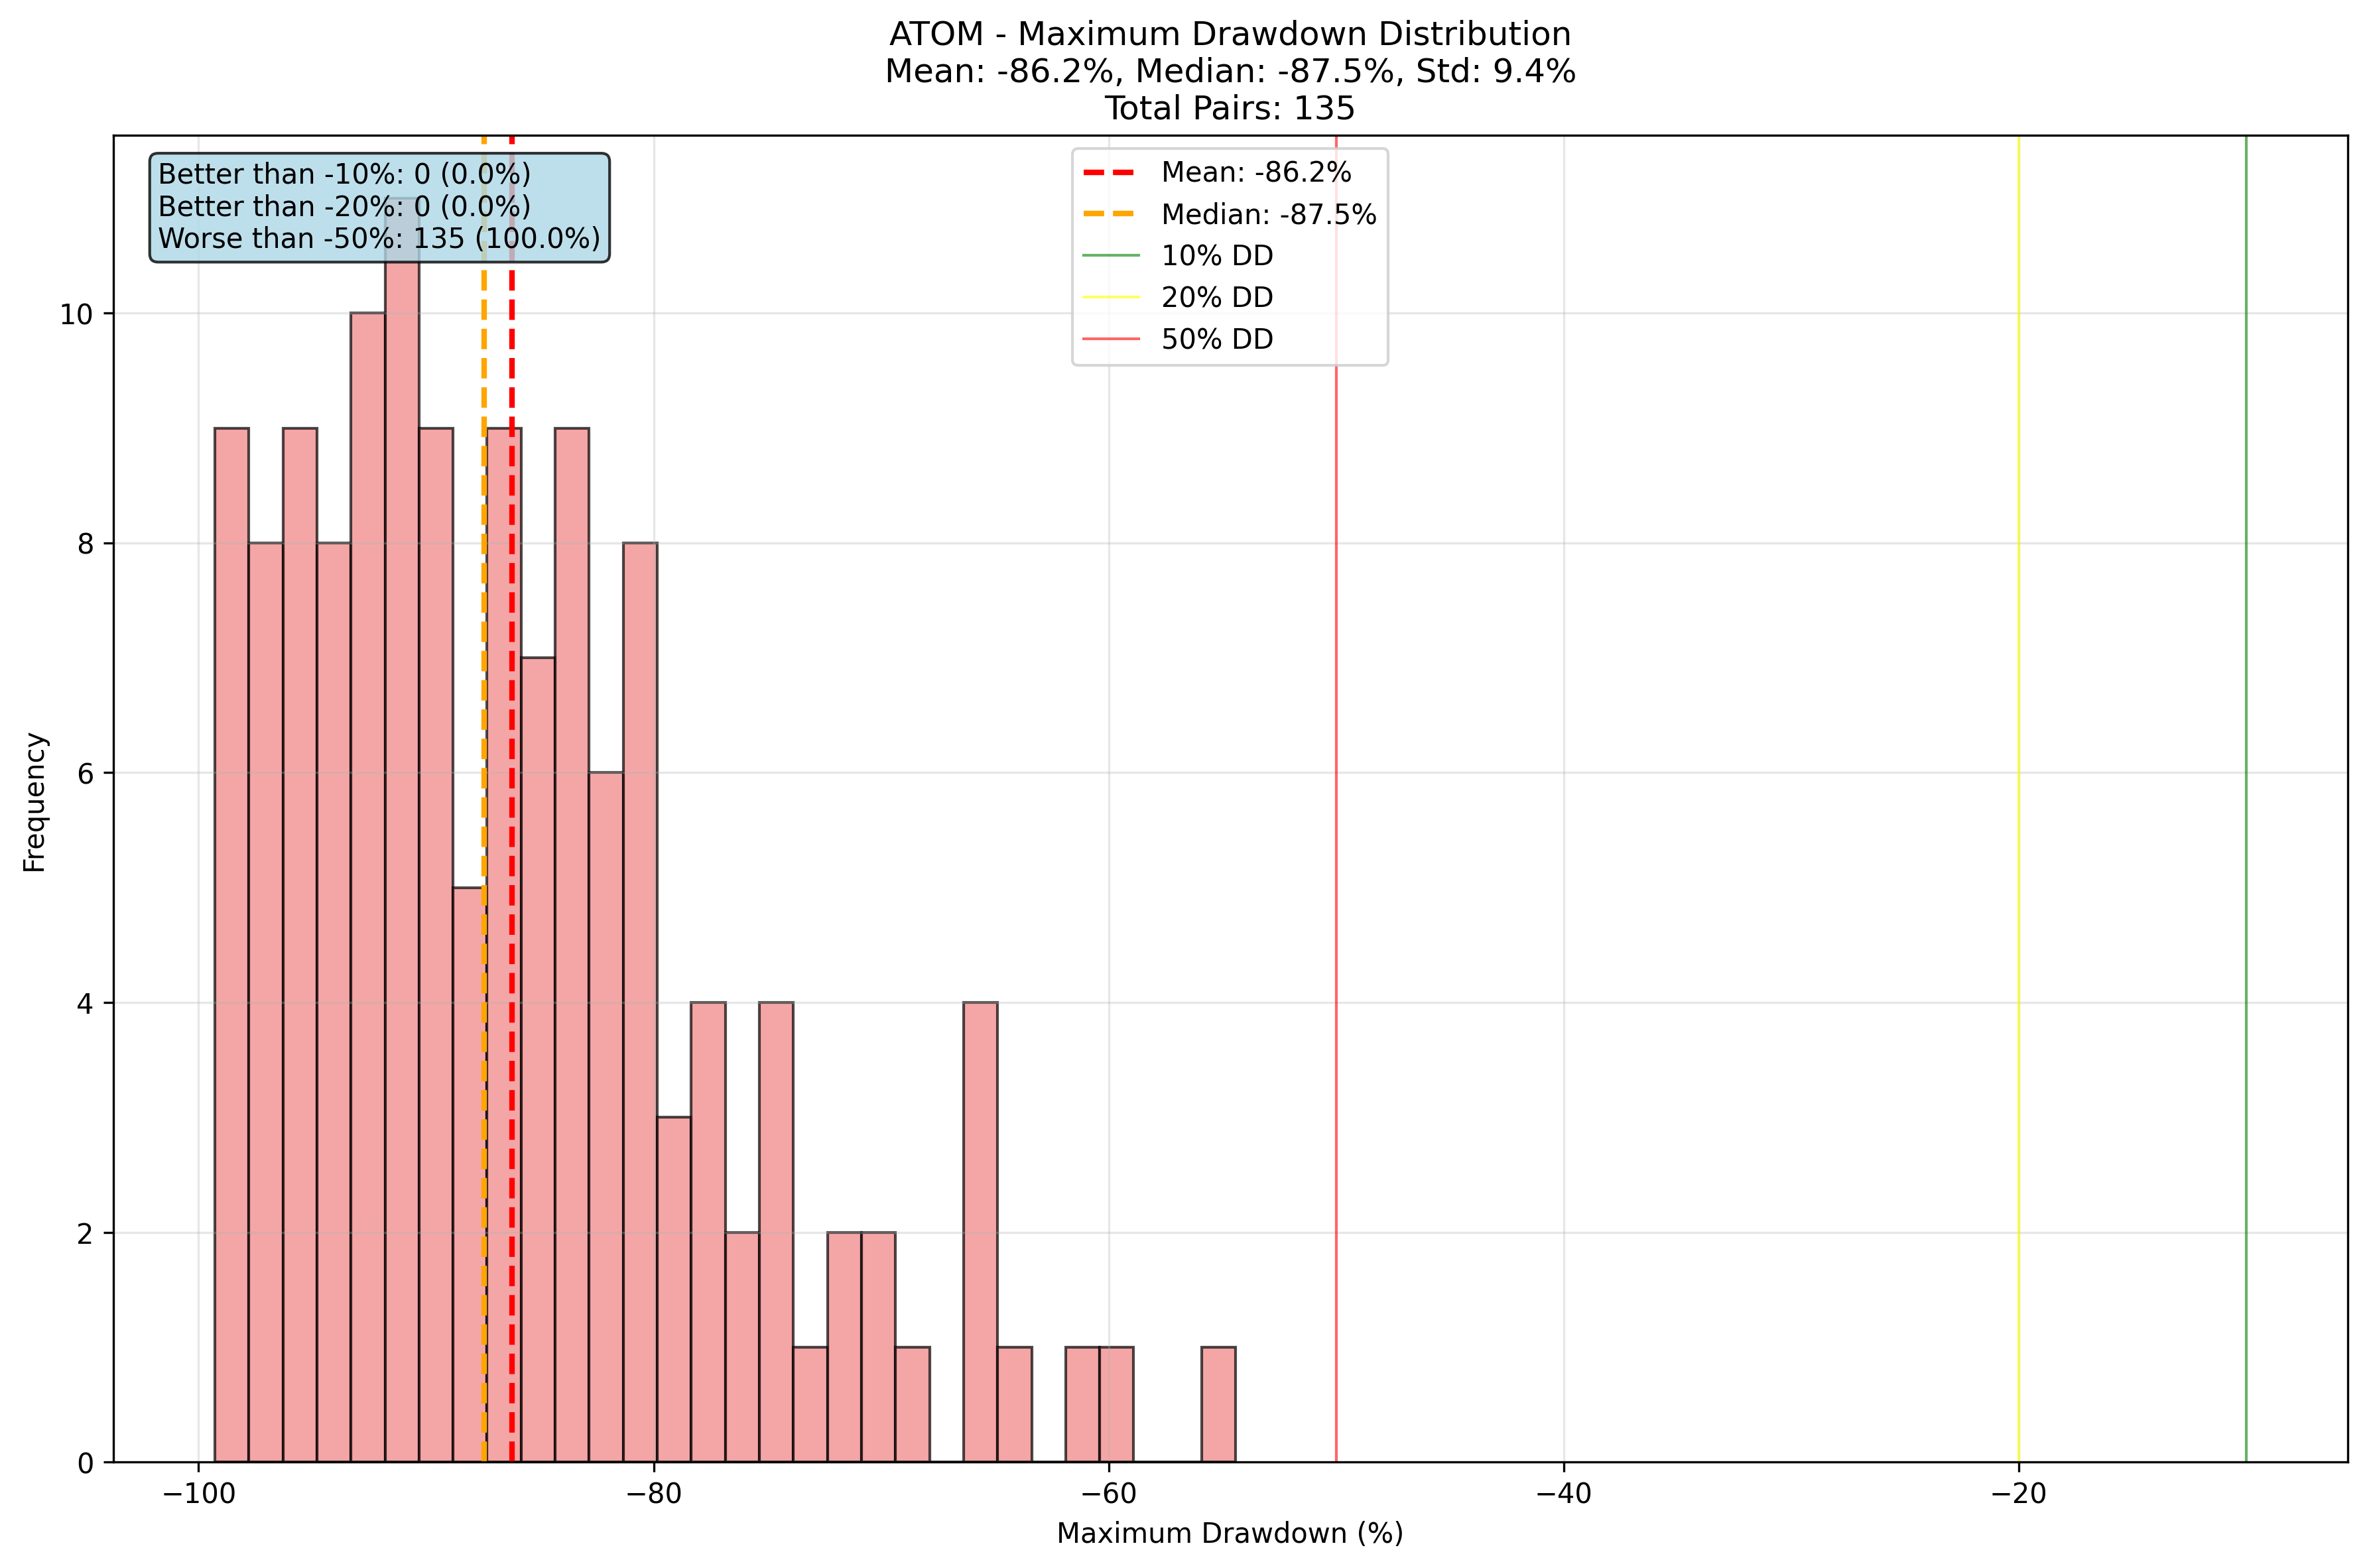 ATOM - Maximum Drawdown Distribution
Mean: -86.2%, Median: -87.5%, Std: 9.4%
Total Pairs: 135
Better than -10%: 0 (0.0%)
Better than -20%: 0 (0.0%)
Worse than -50%: 135 (100.0%)
Mean: -86.2%
Median: -87.5%
10% DD
20% DD
50% DD
Frequency
10
8
6
4
2
0
−100
−80
−60
−40
−20
Maximum Drawdown (%)